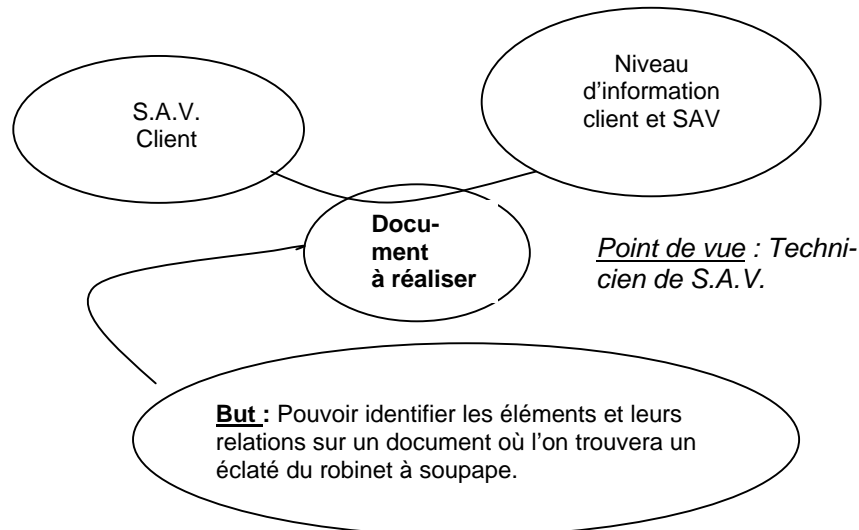 S.A.V.
Client
Niveau
d’information
client et SAV
Docu-
ment
à réaliser
Point de vue : Techni-
cien de S.A.V.
But : Pouvoir identifier les éléments et leurs
relations sur un document où l’on trouvera un
éclaté du robinet à soupape.